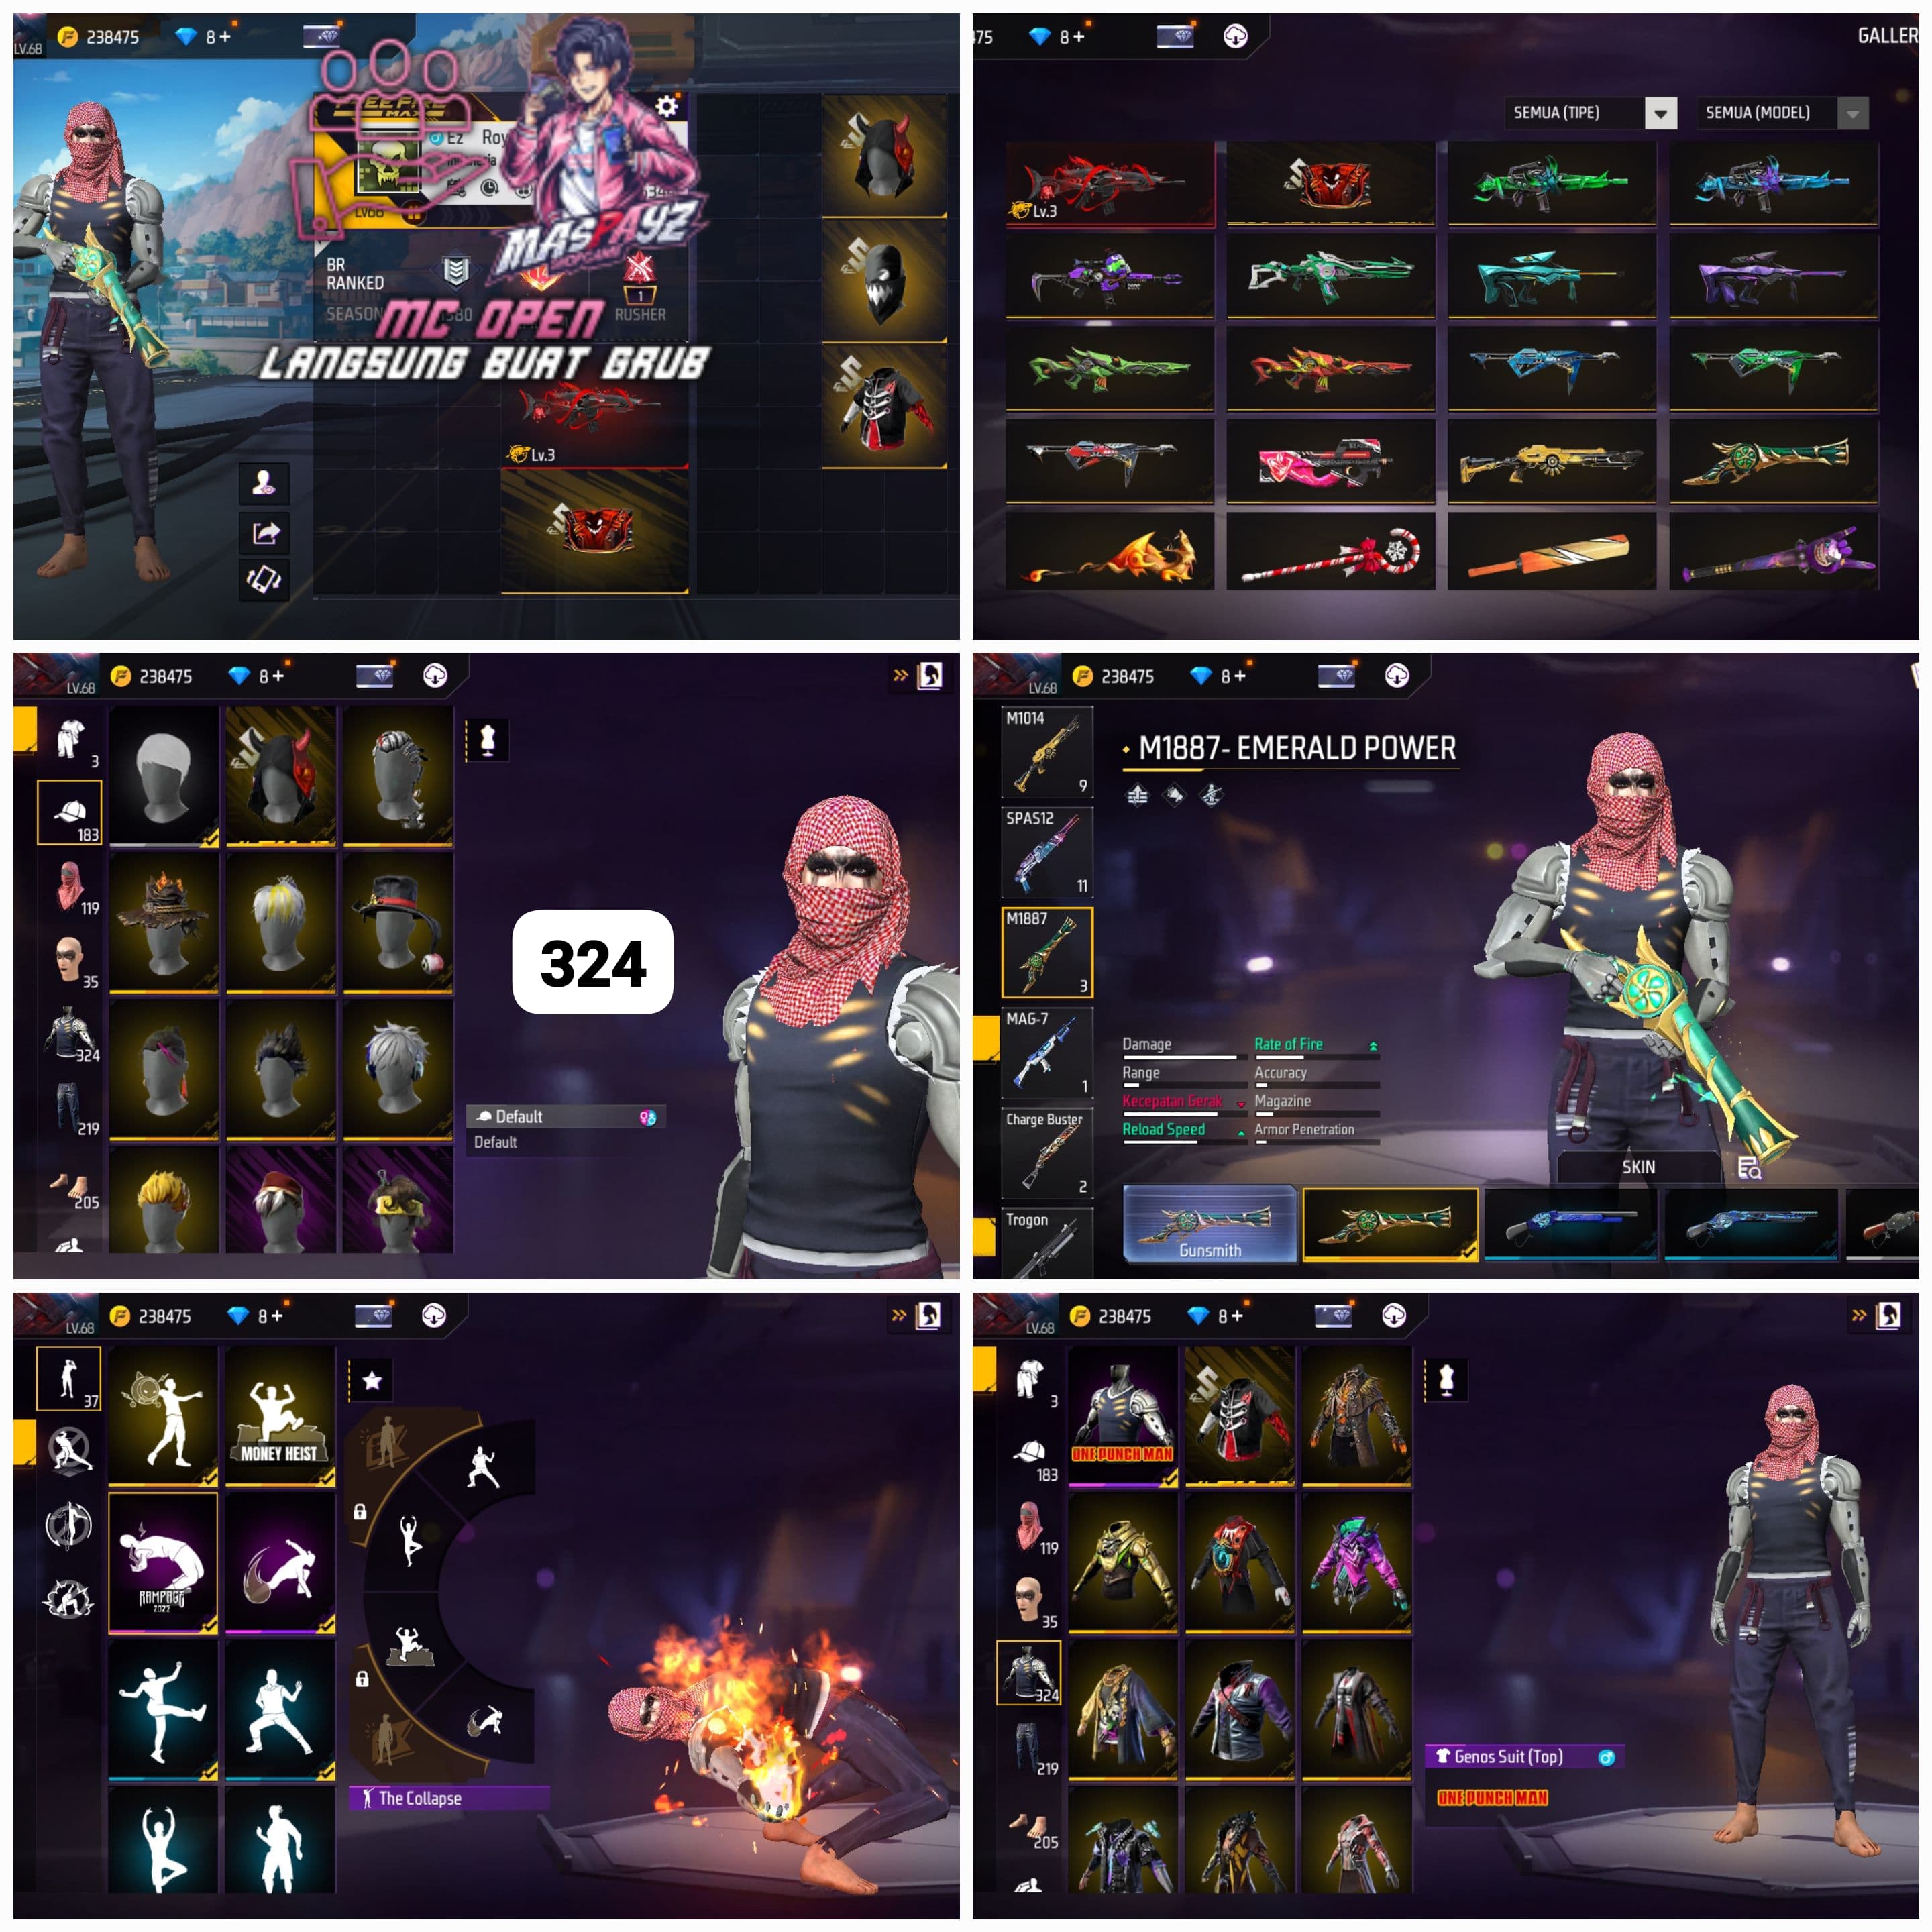 LV.68 238475 8+
FREE FIRE
MAX
Ez Roy
LV68
MASPAYZ
BR
RANKED
SEASON
14
1
RUSHER
MC OPEN
LANGSUNG BUAT GRUB
Lv.3
475 8+
GALLER
SEMUA (TIPE) SEMUA (MODEL)
Lv.3
LV.68 238475 8+
3
183
119
35
324
219
205
324
Default
Default
LV.68 238475 8+
M1014
9
SPAS12
11
M1887
3
MAG-7
1
Charge Buster
2
Trogon
M1887- EMERALD POWER
Damage Rate of Fire
Range Accuracy
Kecepatan Gerak Magazine
Reload Speed Armor Penetration
SKIN
Gunsmith
LV.68 238475 8+
37
MONEY HEIST
RAMPAGE
2022
The Collapse
LV.68 238475 8+
3
183
119
35
324
219
205
ONE PUNCH MAN
Genos Suit (Top)
ONE PUNCH MAN